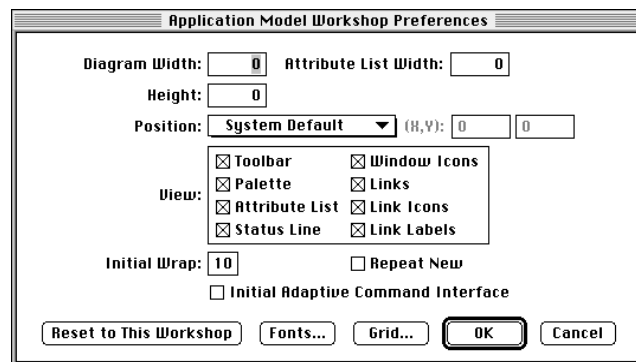 Application Model Workshop Preferences
Diagram Width: 0 Attribute List Width: 0
Height: 0
Position: System Default (X,Y): 0 0
Toolbar Window Icons
Palette Links
View:
Attribute List Link Icons
Status Line Link Labels
Initial Wrap: 10 Repeat New
Initial Adaptive Command Interface
Reset to This Workshop Fonts... Grid... OK Cancel